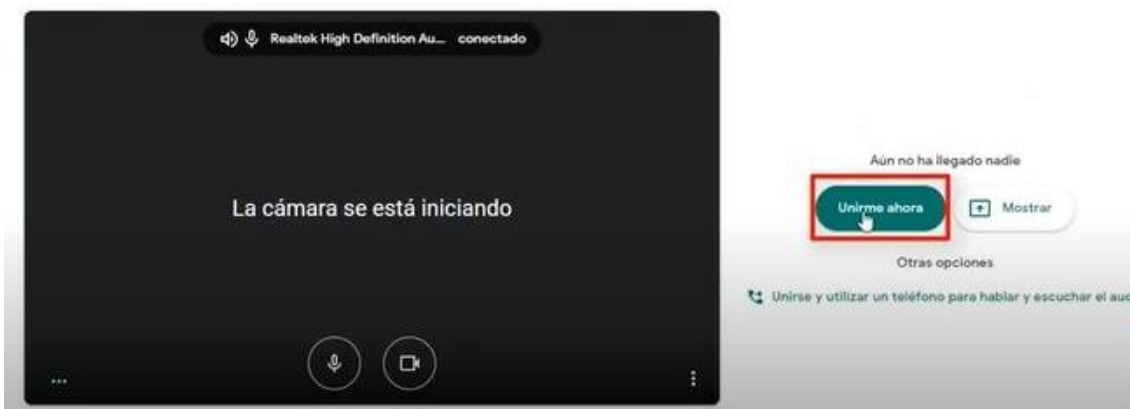 Realtek High Definition Au... conectado
La cámara se está iniciando
Aún no ha llegado nadie
Unirme ahora
Mostrar
Otras opciones
Unirse y utilizar un teléfono para hablar y escuchar el aud